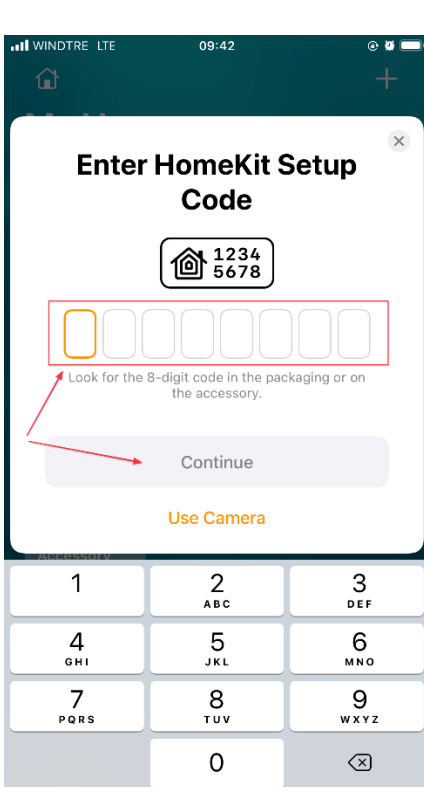 WINDTRE LTE 09:42
Enter HomeKit Setup
Code
1234
5678
Look for the 8-digit code in the packaging or on
the accessory.
Continue
Use Camera
Accessory
1 2 3
ABC DEF
4 5 6
GHI JKL MNO
7 8 9
PQRS TUV WXYZ
0